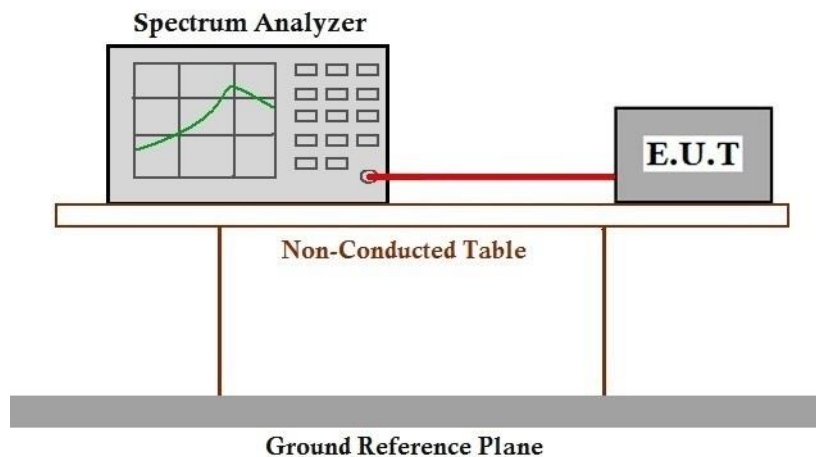 Spectrum Analyzer
E.U.T
Non-Conducted Table
Ground Reference Plane